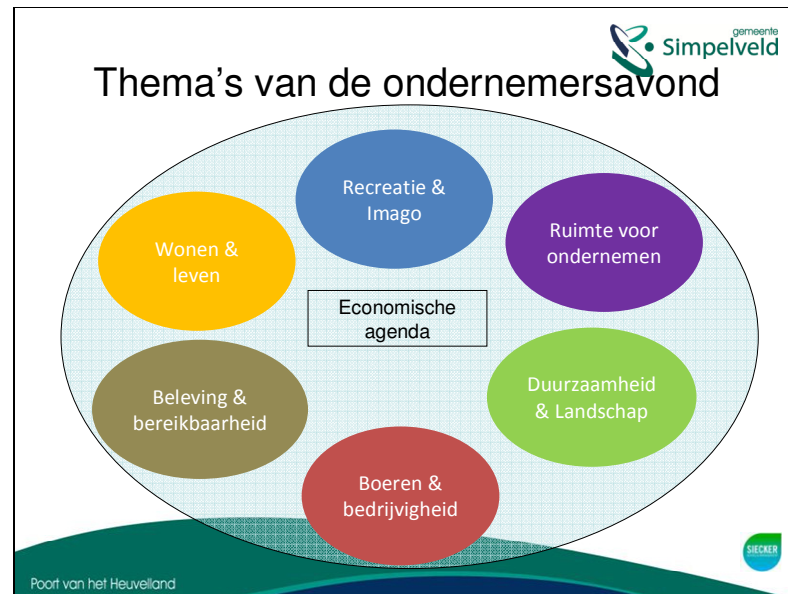 gemeente
Simpelveld
Thema's van de ondernemersavond
Recreatie &
Imago
Wonen &
leven
Ruimte voor
ondernemen
Economische
agenda
Beleving &
bereikbaarheid
Duurzaamheid
& Landschap
Boeren &
bedrijvigheid
SIECKER
Poort van het Heuvelland